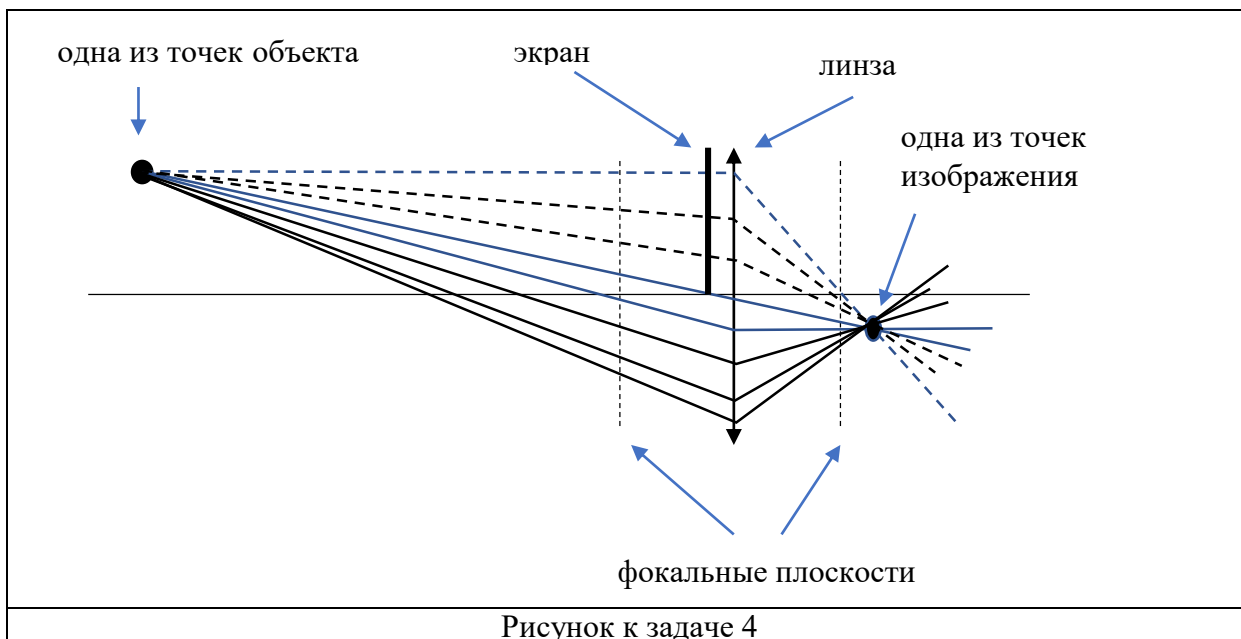 одна из точек объекта
экран
линза
одна из точек
изображения
фокальные плоскости
Рисунок к задаче 4